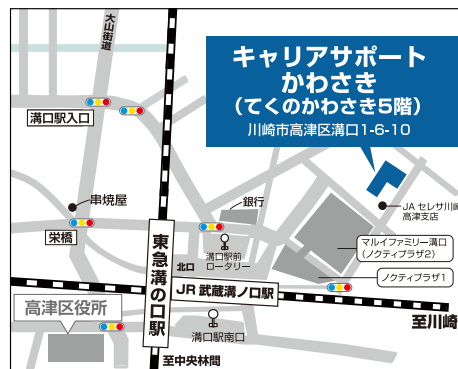 大山街道
キャリアサポート
かわさき
(てくのかわさき5階)
川崎市高津区溝口1-6-10
溝口駅入口
串焼屋
銀行
JA セレサ川崎
高津支店
栄橋
溝口駅前
ロータリー
マルイファミリー溝口
(ノクティプラザ2)
北口
東急溝の口駅
ノクティプラザ1
JR 武蔵溝ノ口駅
高津区役所
至川崎
溝口駅南口
至中央林間